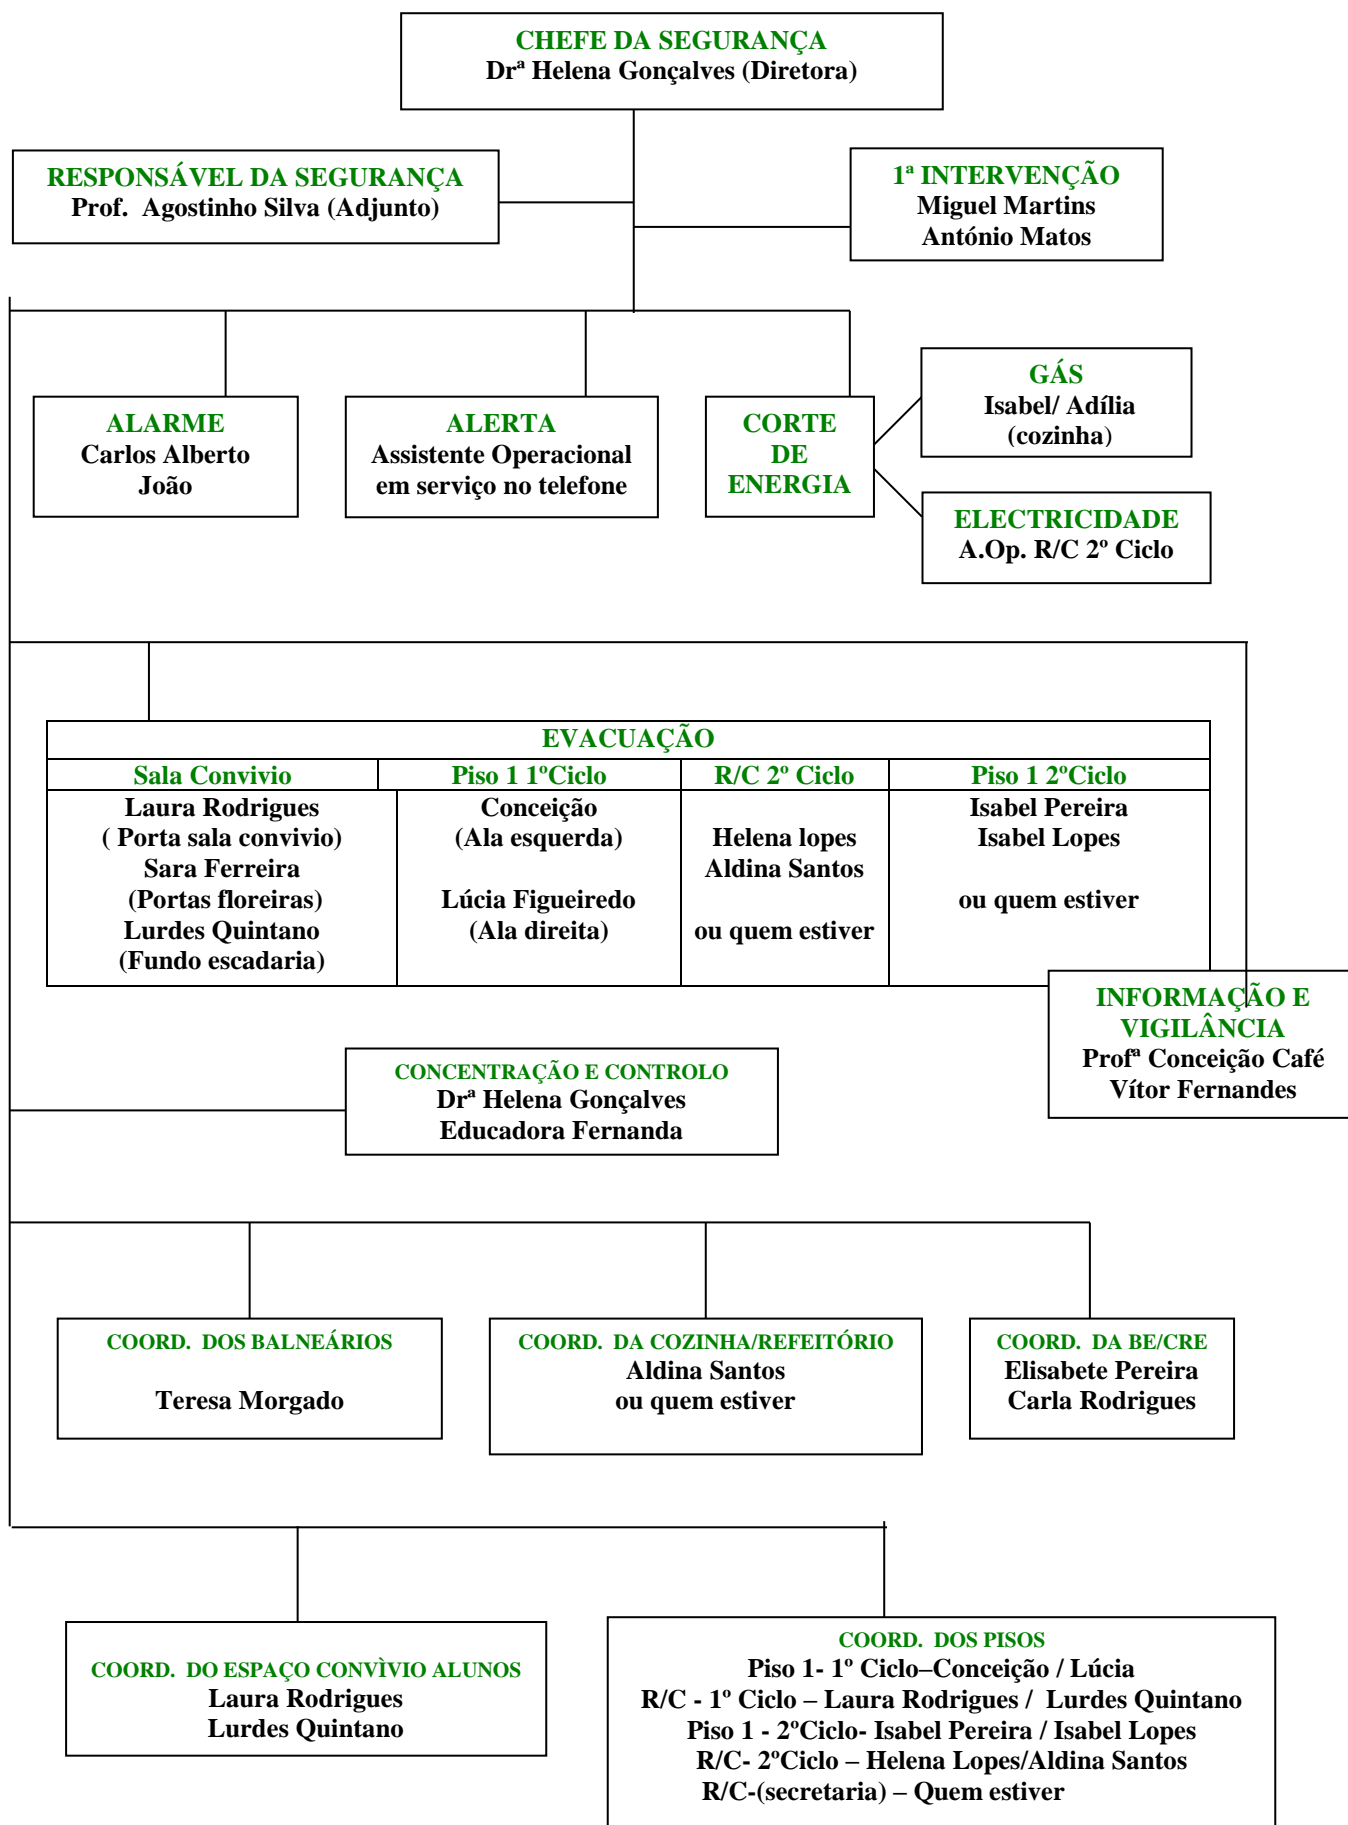 CHEFE DA SEGURANÇA
Drª Helena Gonçalves (Diretora)
RESPONSÁVEL DA SEGURANÇA
Prof. Agostinho Silva (Adjunto)
1ª INTERVENÇÃO
Miguel Martins
António Matos
ALARME
Carlos Alberto
João
ALERTA
Assistente Operacional
em serviço no telefone
CORTE
DE
ENERGIA
GÁS
Isabel/ Adília
(cozinha)
ELECTRICIDADE
A.Op. R/C 2º Ciclo
EVACUAÇÃO
Sala Convivio
Piso 1 1ºCiclo
R/C 2º Ciclo
Piso 1 2ºCiclo
Laura Rodrigues
( Porta sala convivio)
Sara Ferreira
(Portas floreiras)
Lurdes Quintano
(Fundo escadaria)
Conceição
(Ala esquerda)
Lúcia Figueiredo
(Ala direita)
Helena lopes
Aldina Santos
ou quem estiver
Isabel Pereira
Isabel Lopes
ou quem estiver
INFORMAÇÃO E
VIGILÂNCIA
Profª Conceição Café
Vítor Fernandes
CONCENTRAÇÃO E CONTROLO
Drª Helena Gonçalves
Educadora Fernanda
COORD. DOS BALNEÁRIOS
Teresa Morgado
COORD. DA COZINHA/REFEITÓRIO
Aldina Santos
ou quem estiver
COORD. DA BE/CRE
Elisabete Pereira
Carla Rodrigues
COORD. DO ESPAÇO CONVÌVIO ALUNOS
Laura Rodrigues
Lurdes Quintano
COORD. DOS PISOS
Piso 1- 1º Ciclo–Conceição / Lúcia
R/C - 1º Ciclo – Laura Rodrigues / Lurdes Quintano
Piso 1 - 2ºCiclo- Isabel Pereira / Isabel Lopes
R/C- 2ºCiclo – Helena Lopes/Aldina Santos
R/C-(secretaria) – Quem estiver